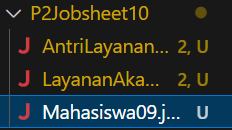 P2Jobsheet10
J AntriLayanan... 2, U
J LayananAka... 2, U
J Mahasiswa09.j... U